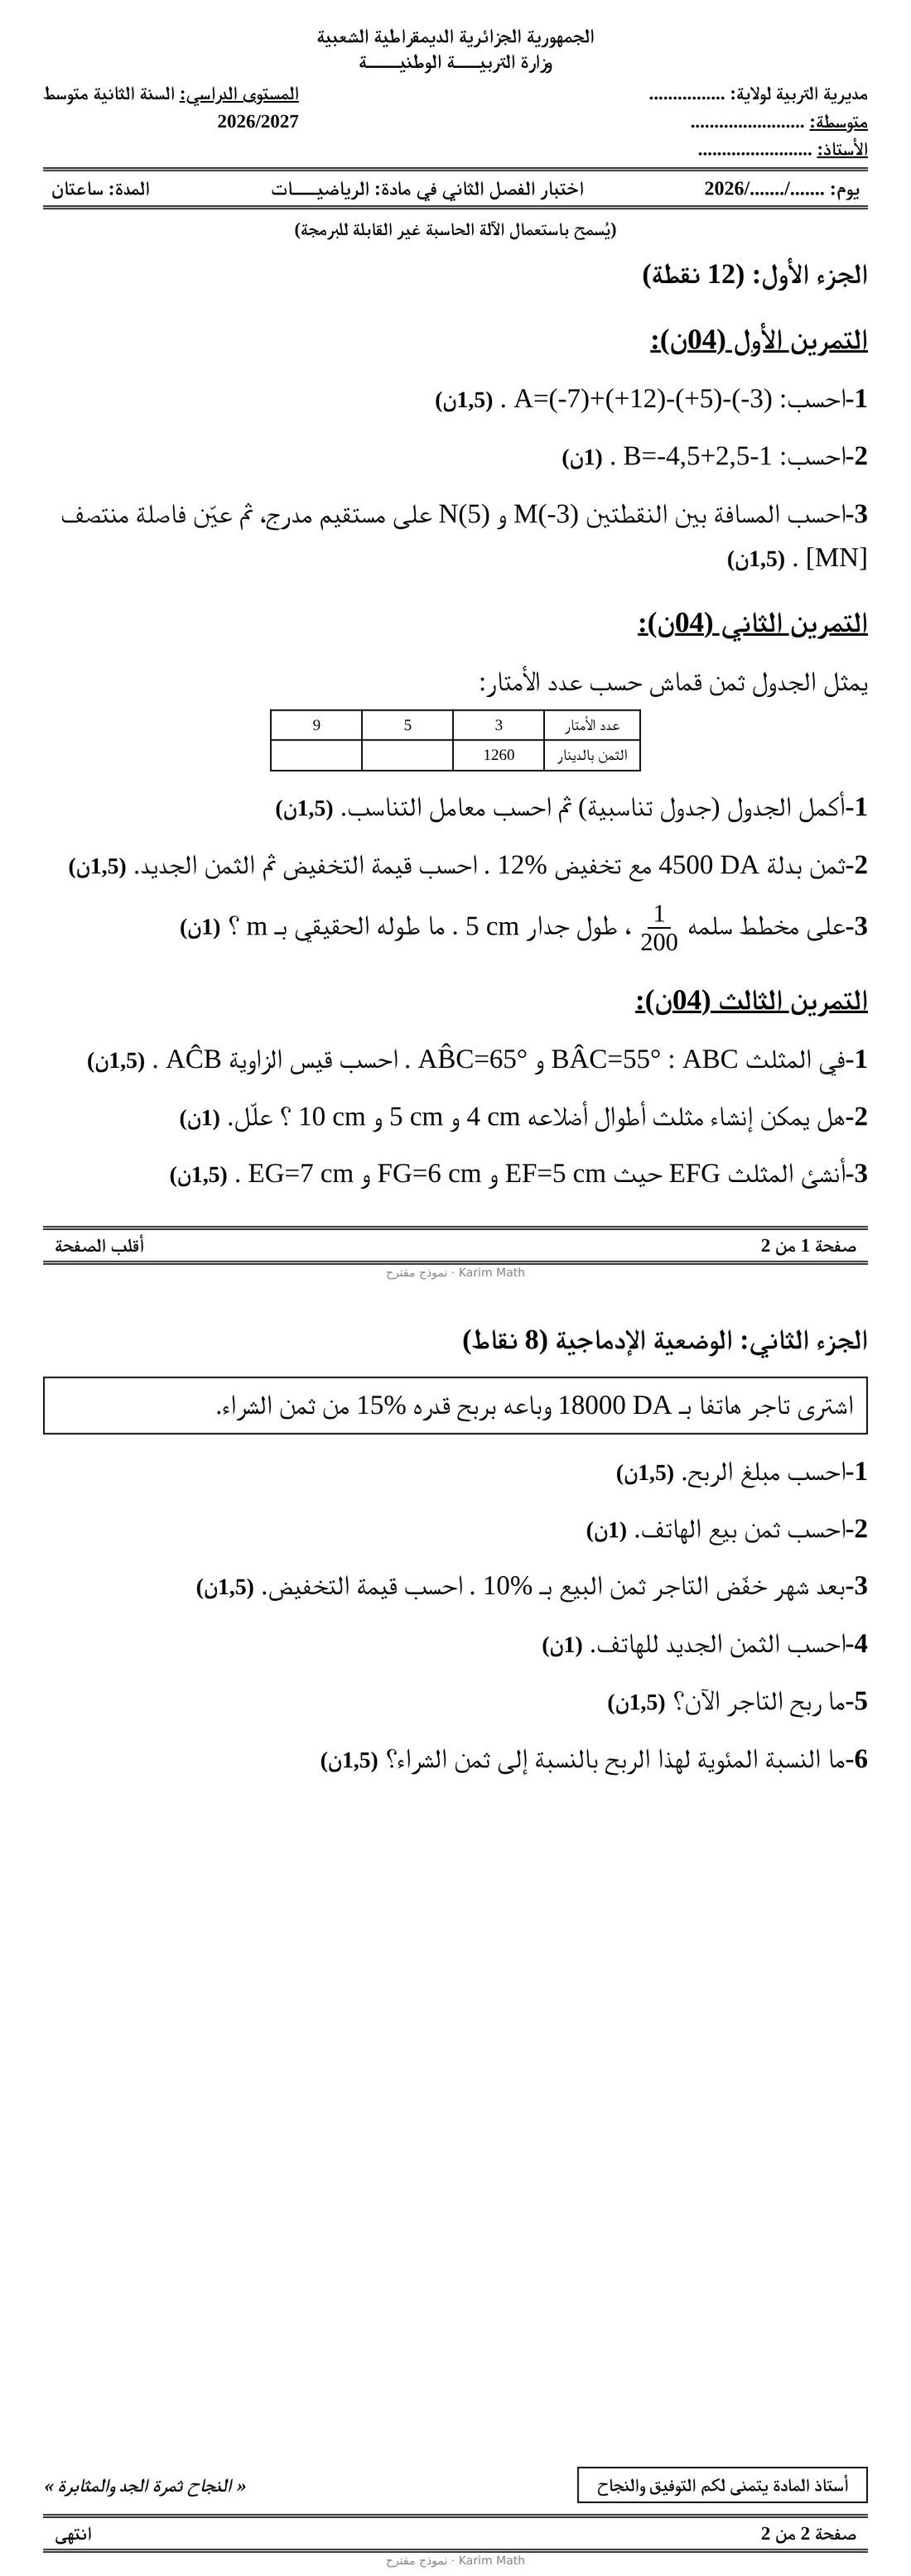 الجمهورية الجزائرية الديمقراطية الشعبية
وزارة التربيـــــة الوطنيــــــة
مديرية التربية لولاية: ................
المستوى الدراسي: السنة الثانية متوسط
متوسطة: ........................
2026/2027
الأستاذ: ........................
يوم: ......./......./2026
اختبار الفصل الثاني في مادة: الرياضيـــــات
المدة: ساعتان
(يُسمح باستعمال الآلة الحاسبة غير القابلة للبرمجة)
الجزء الأول: (12 نقطة)
التمرين الأول (04ن):
1-احسب: A=(-7)+(+12)-(+5)-(-3) . (1,5ن)
2-احسب: B=-4,5+2,5-1 . (1ن)
3-احسب المسافة بين النقطتين M(-3) و N(5) على مستقيم مدرج، ثم عيّن فاصلة منتصف
[MN] . (1,5ن)
التمرين الثاني (04ن):
يمثل الجدول ثمن قماش حسب عدد الأمتار:
عدد الأمتار 3 5 9
الثمن بالدينار 1260
1-أكمل الجدول (جدول تناسبية) ثم احسب معامل التناسب. (1,5ن)
2-ثمن بدلة 4500 DA مع تخفيض 12% . احسب قيمة التخفيض ثم الثمن الجديد. (1,5ن)
3-على مخطط سلمه 1/200 ، طول جدار 5 cm . ما طوله الحقيقي بـ m ؟ (1ن)
التمرين الثالث (04ن):
1-في المثلث ABC : BÂC=55° و AB̂C=65° . احسب قيس الزاوية AĈB . (1,5ن)
2-هل يمكن إنشاء مثلث أطوال أضلاعه 4 cm و 5 cm و 10 cm ؟ علّل. (1ن)
3-أنشئ المثلث EFG حيث EF=5 cm و FG=6 cm و EG=7 cm . (1,5ن)
صفحة 1 من 2
أقلب الصفحة
Karim Math · نموذج مقترح
الجزء الثاني: الوضعية الإدماجية (8 نقاط)
اشترى تاجر هاتفا بـ 18000 DA وباعه بربح قدره 15% من ثمن الشراء.
1-احسب مبلغ الربح. (1,5ن)
2-احسب ثمن بيع الهاتف. (1ن)
3-بعد شهر خفّض التاجر ثمن البيع بـ 10% . احسب قيمة التخفيض. (1,5ن)
4-احسب الثمن الجديد للهاتف. (1ن)
5-ما ربح التاجر الآن؟ (1,5ن)
6-ما النسبة المئوية لهذا الربح بالنسبة إلى ثمن الشراء؟ (1,5ن)
أستاذ المادة يتمنى لكم التوفيق والنجاح
« النجاح ثمرة الجد والمثابرة »
صفحة 2 من 2
انتهى
Karim Math · نموذج مقترح